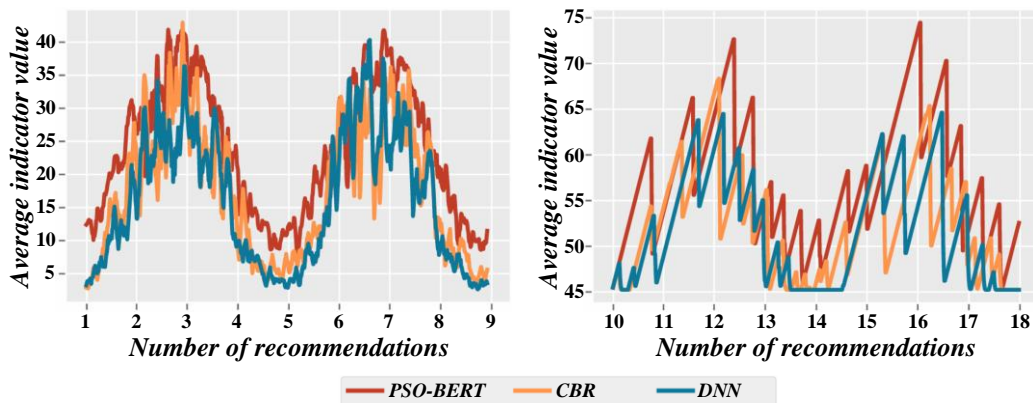 Average indicator value
40
35
30
25
20
15
10
5
1 2 3 4 5 6 7 8 9
Number of recommendations
Average indicator value
75
70
65
60
55
50
45
10 11 12 13 14 15 16 17 18
Number of recommendations
PSO-BERT CBR DNN